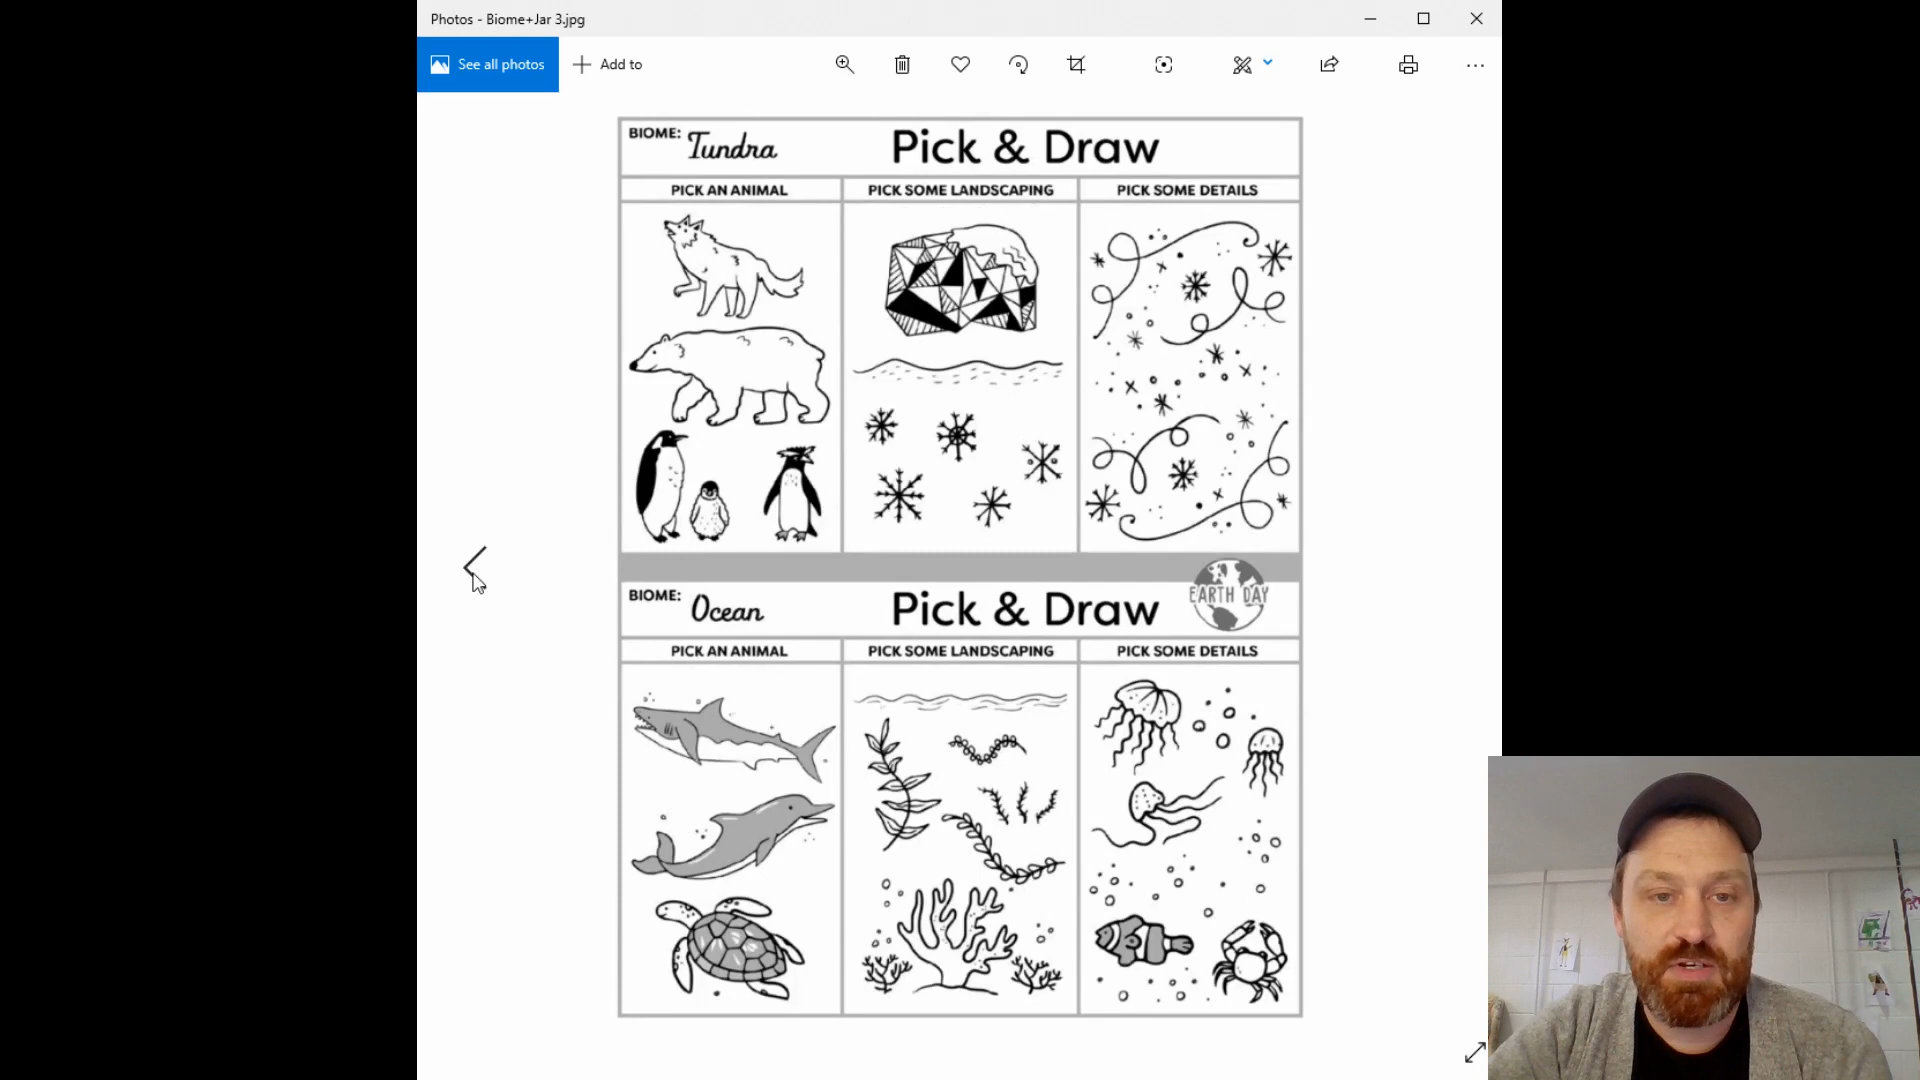 Photos - Biome+Jar 3.jpg
See all photos
Add to
BIOME: Tundra
Pick & Draw
PICK AN ANIMAL
PICK SOME LANDSCAPING
PICK SOME DETAILS
EARTH DAY
BIOME: Ocean
Pick & Draw
PICK AN ANIMAL
PICK SOME LANDSCAPING
PICK SOME DETAILS